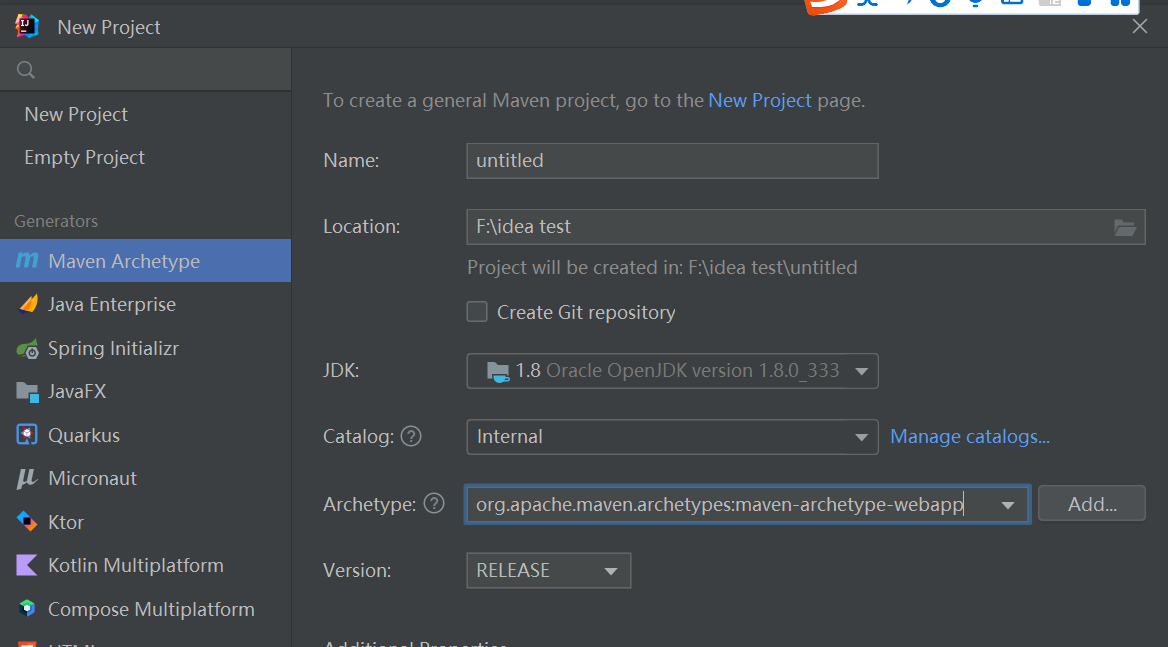 New Project
New Project
Empty Project
Generators
Maven Archetype
Java Enterprise
Spring Initializr
JavaFX
Quarkus
Micronaut
Ktor
Kotlin Multiplatform
Compose Multiplatform
To create a general Maven project, go to the New Project page.
Name: untitled
Location: F:\idea test
Project will be created in: F:\idea test\untitled
Create Git repository
JDK: 1.8 Oracle OpenJDK version 1.8.0_333
Catalog: ? Internal Manage catalogs...
Archetype: ? org.apache.maven.archetypes:maven-archetype-webapp Add...
Version: RELEASE
Additional Properties